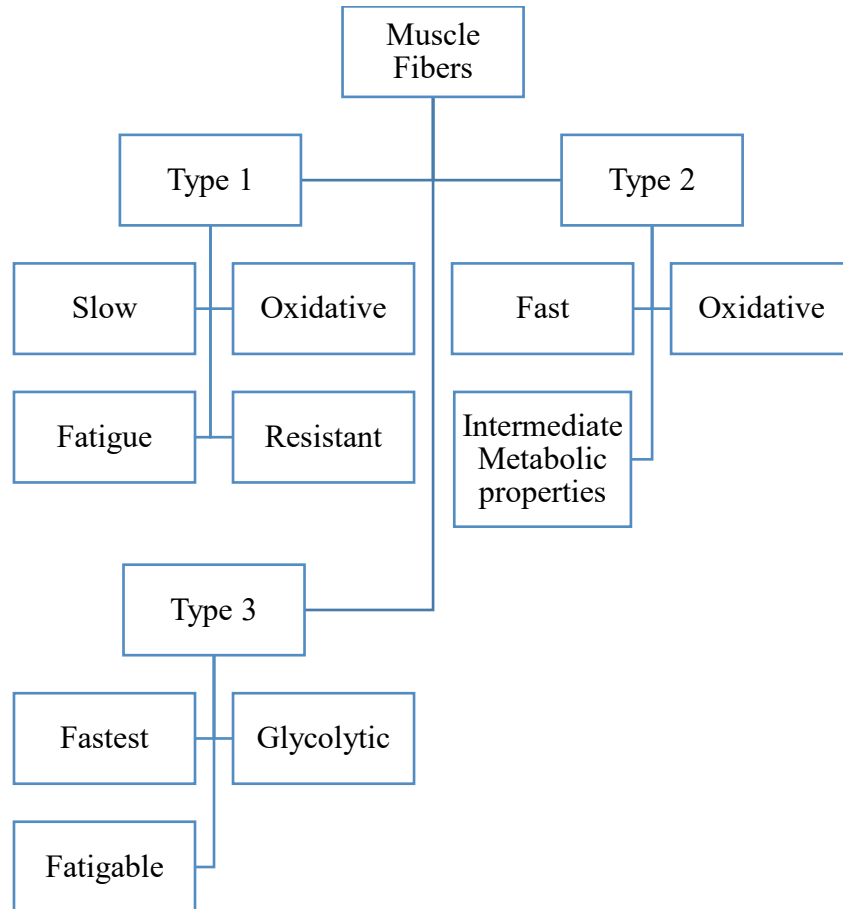 Muscle
Fibers
Type 1
Type 2
Slow
Oxidative
Fast
Oxidative
Fatigue
Resistant
Intermediate
Metabolic
properties
Type 3
Fastest
Glycolytic
Fatigable